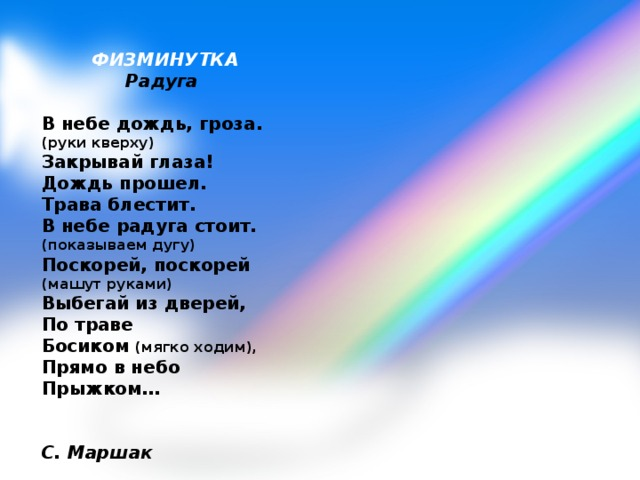 ФИЗМИНУТКА
Радуга
В небе дождь, гроза.
(руки кверху)
Закрывай глаза!
Дождь прошел.
Трава блестит.
В небе радуга стоит.
(показываем дугу)
Поскорей, поскорей
(машут руками)
Выбегай из дверей,
По траве
Босиком (мягко ходим),
Прямо в небо
Прыжком…
С. Маршак